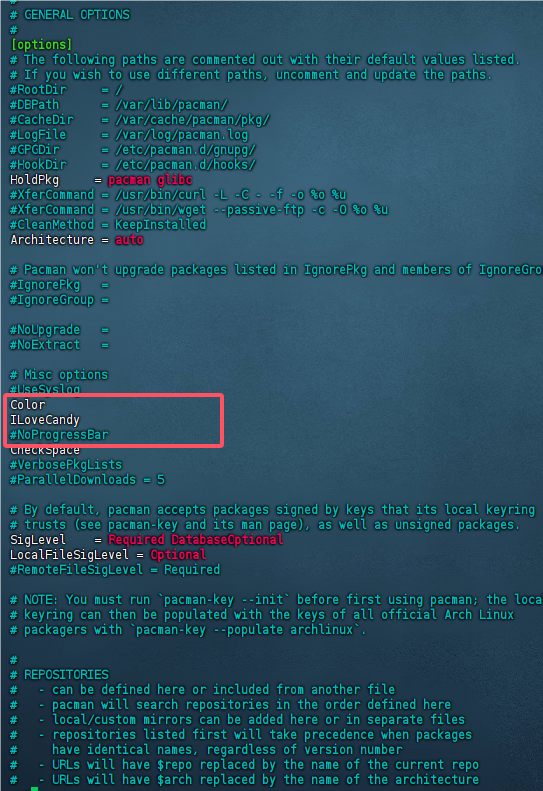 #
# GENERAL OPTIONS
#
[options]
# The following paths are commented out with their default values listed.
# If you wish to use different paths, uncomment and update the paths.
#RootDir     = /
#DBPath      = /var/lib/pacman/
#CacheDir    = /var/cache/pacman/pkg/
#LogFile     = /var/log/pacman.log
#GPGDir      = /etc/pacman.d/gnupg/
#HookDir     = /etc/pacman.d/hooks/
HoldPkg     = pacman glibc
#XferCommand = /usr/bin/curl -L -C - -f -o %o %u
#XferCommand = /usr/bin/wget --passive-ftp -c -O %o %u
#CleanMethod = KeepInstalled
Architecture = auto
# Pacman won't upgrade packages listed in IgnorePkg and members of IgnoreGro
#IgnorePkg   =
#IgnoreGroup =
#NoUpgrade   =
#NoExtract   =
# Misc options
#UseSyslog
Color
ILoveCandy
#NoProgressBar
CheckSpace
#VerbosePkgLists
#ParallelDownloads = 5
# By default, pacman accepts packages signed by keys that its local keyring
# trusts (see pacman-key and its man page), as well as unsigned packages.
SigLevel    = Required DatabaseOptional
LocalFileSigLevel = Optional
#RemoteFileSigLevel = Required
# NOTE: You must run `pacman-key --init` before first using pacman; the loca
# keyring can then be populated with the keys of all official Arch Linux
# packagers with `pacman-key --populate archlinux`.
#
# REPOSITORIES
#   - can be defined here or included from another file
#   - pacman will search repositories in the order defined here
#   - local/custom mirrors can be added here or in separate files
#   - repositories listed first will take precedence when packages
#     have identical names, regardless of version number
#   - URLs will have $repo replaced by the name of the current repo
#   - URLs will have $arch replaced by the name of the architecture